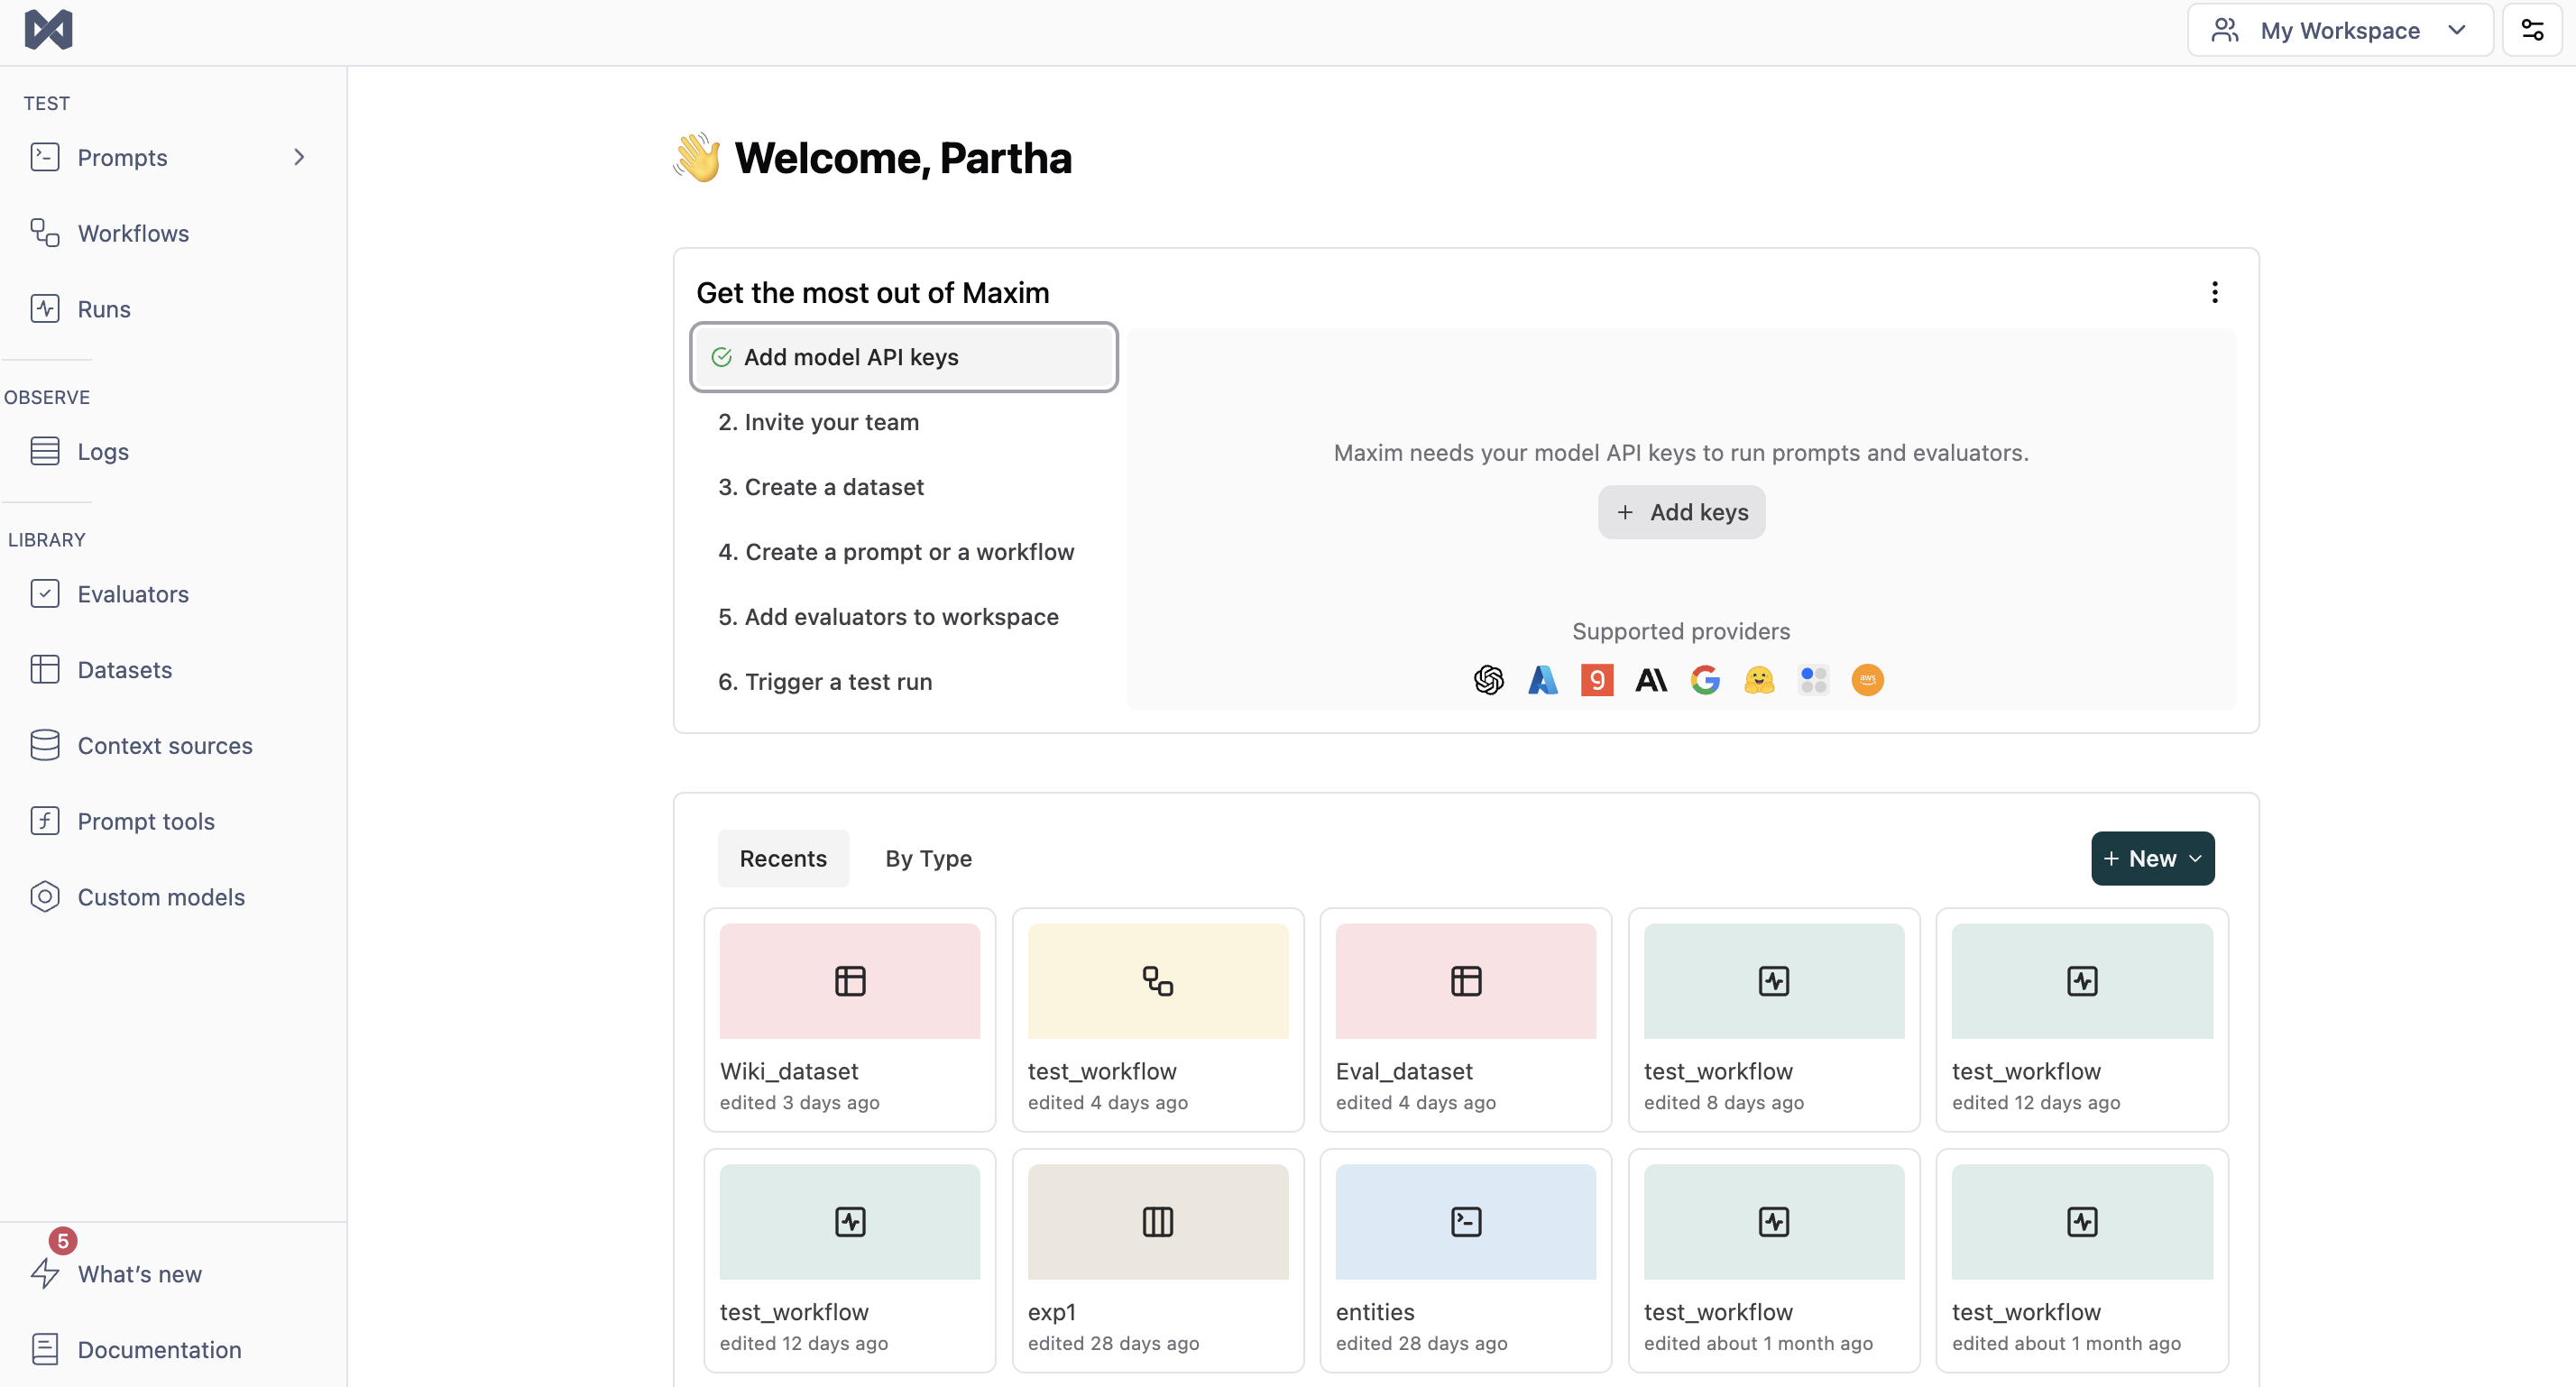 My Workspace
TEST
Prompts
Workflows
Runs
OBSERVE
Logs
LIBRARY
Evaluators
Datasets
Context sources
Prompt tools
Custom models
5
What's new
Documentation
👋 Welcome, Partha
Get the most out of Maxim
Add model API keys
2. Invite your team
3. Create a dataset
4. Create a prompt or a workflow
5. Add evaluators to workspace
6. Trigger a test run
Maxim needs your model API keys to run prompts and evaluators.
+ Add keys
Supported providers
aws
Recents
By Type
+ New
Wiki_dataset
edited 3 days ago
test_workflow
edited 4 days ago
Eval_dataset
edited 4 days ago
test_workflow
edited 8 days ago
test_workflow
edited 12 days ago
test_workflow
edited 12 days ago
exp1
edited 28 days ago
entities
edited 28 days ago
test_workflow
edited about 1 month ago
test_workflow
edited about 1 month ago